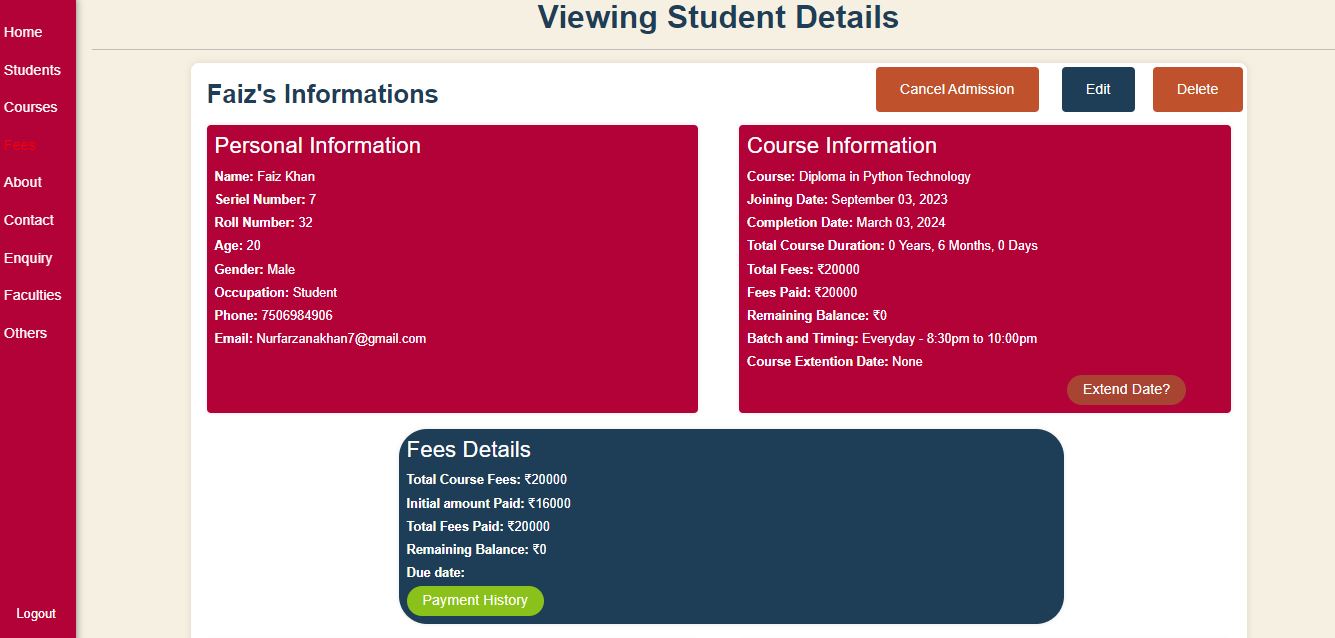 Viewing Student Details
Home
Students
Courses
Fees
About
Contact
Enquiry
Faculties
Others
Logout
Faiz's Informations
Cancel Admission
Edit
Delete
Personal Information
Name: Faiz Khan
Seriel Number: 7
Roll Number: 32
Age: 20
Gender: Male
Occupation: Student
Phone: 7506984906
Email: Nurfarzanakhan7@gmail.com
Course Information
Course: Diploma in Python Technology
Joining Date: September 03, 2023
Completion Date: March 03, 2024
Total Course Duration: 0 Years, 6 Months, 0 Days
Total Fees: ₹20000
Fees Paid: ₹20000
Remaining Balance: ₹0
Batch and Timing: Everyday - 8:30pm to 10:00pm
Course Extention Date: None
Extend Date?
Fees Details
Total Course Fees: ₹20000
Initial amount Paid: ₹16000
Total Fees Paid: ₹20000
Remaining Balance: ₹0
Due date:
Payment History